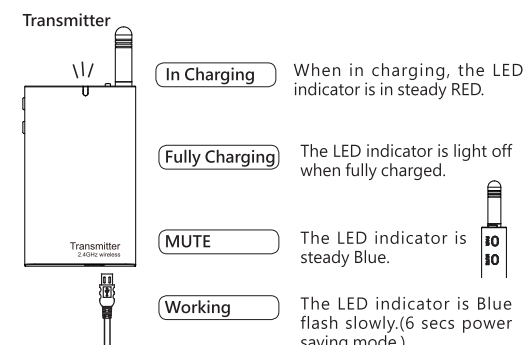 Transmitter
In Charging
When in charging, the LED
indicator is in steady RED.
Fully Charging
The LED indicator is light off
when fully charged.
Transmitter
2.4GHz wireless
MUTE
The LED indicator is
steady Blue.
Working
The LED indicator is Blue
flash slowly.(6 secs power
saving mode.)